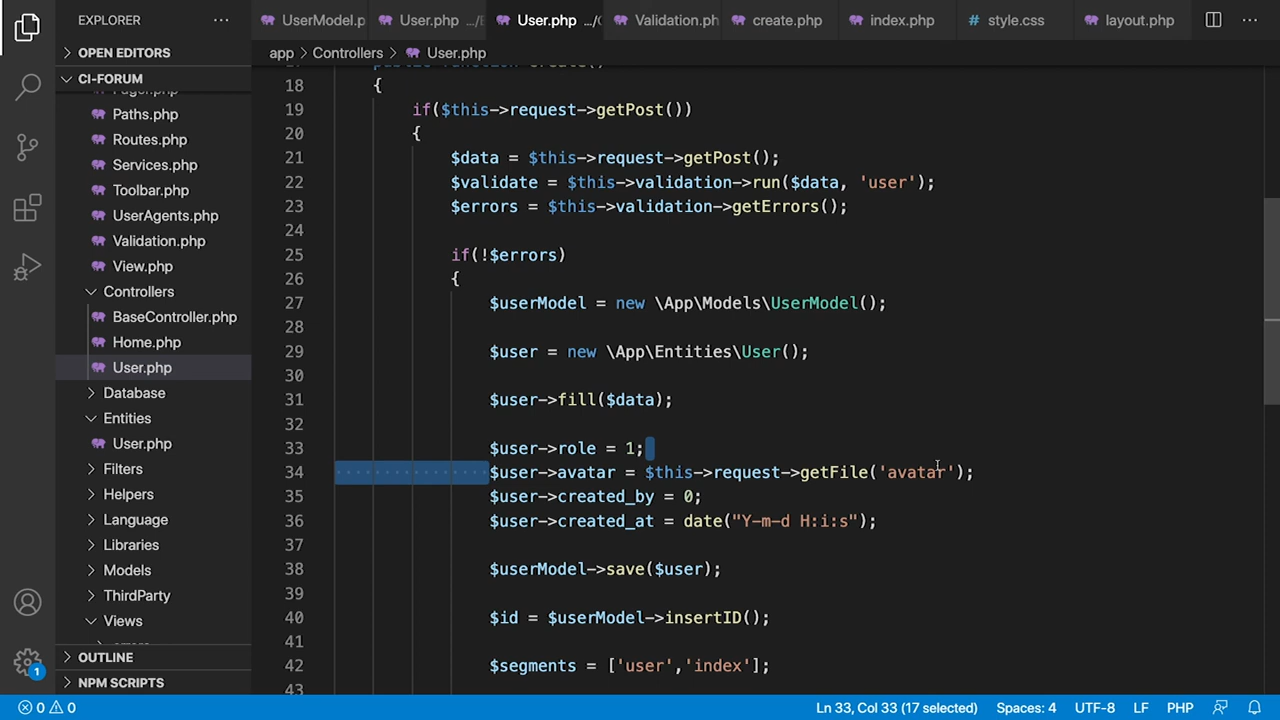 EXPLORER
UserModel.p
User.php
User.php
Validation.ph
create.php
index.php
# style.css
layout.php
OPEN EDITORS
app > Controllers > User.php
CI-FORUM
Paths.php
Routes.php
Services.php
Toolbar.php
UserAgents.php
Validation.php
View.php
Controllers
BaseController.php
Home.php
User.php
Database
Entities
User.php
Filters
Helpers
Language
Libraries
Models
ThirdParty
Views
OUTLINE
NPM SCRIPTS
18 {
19 if($this->request->getPost())
20 {
21 $data = $this->request->getPost();
22 $validate = $this->validation->run($data, 'user');
23 $errors = $this->validation->getErrors();
24
25 if(!$errors)
26 {
27 $userModel = new \App\Models\UserModel();
28
29 $user = new \App\Entities\User();
30
31 $user->fill($data);
32
33 $user->role = 1;
34 $user->avatar = $this->request->getFile('avatar');
35 $user->created_by = 0;
36 $user->created_at = date("Y-m-d H:i:s");
37
38 $userModel->save($user);
39
40 $id = $userModel->insertID();
41
42 $segments = ['user','index'];
43
1
0 0 Ln 33, Col 33 (17 selected) Spaces: 4 UTF-8 LF PHP